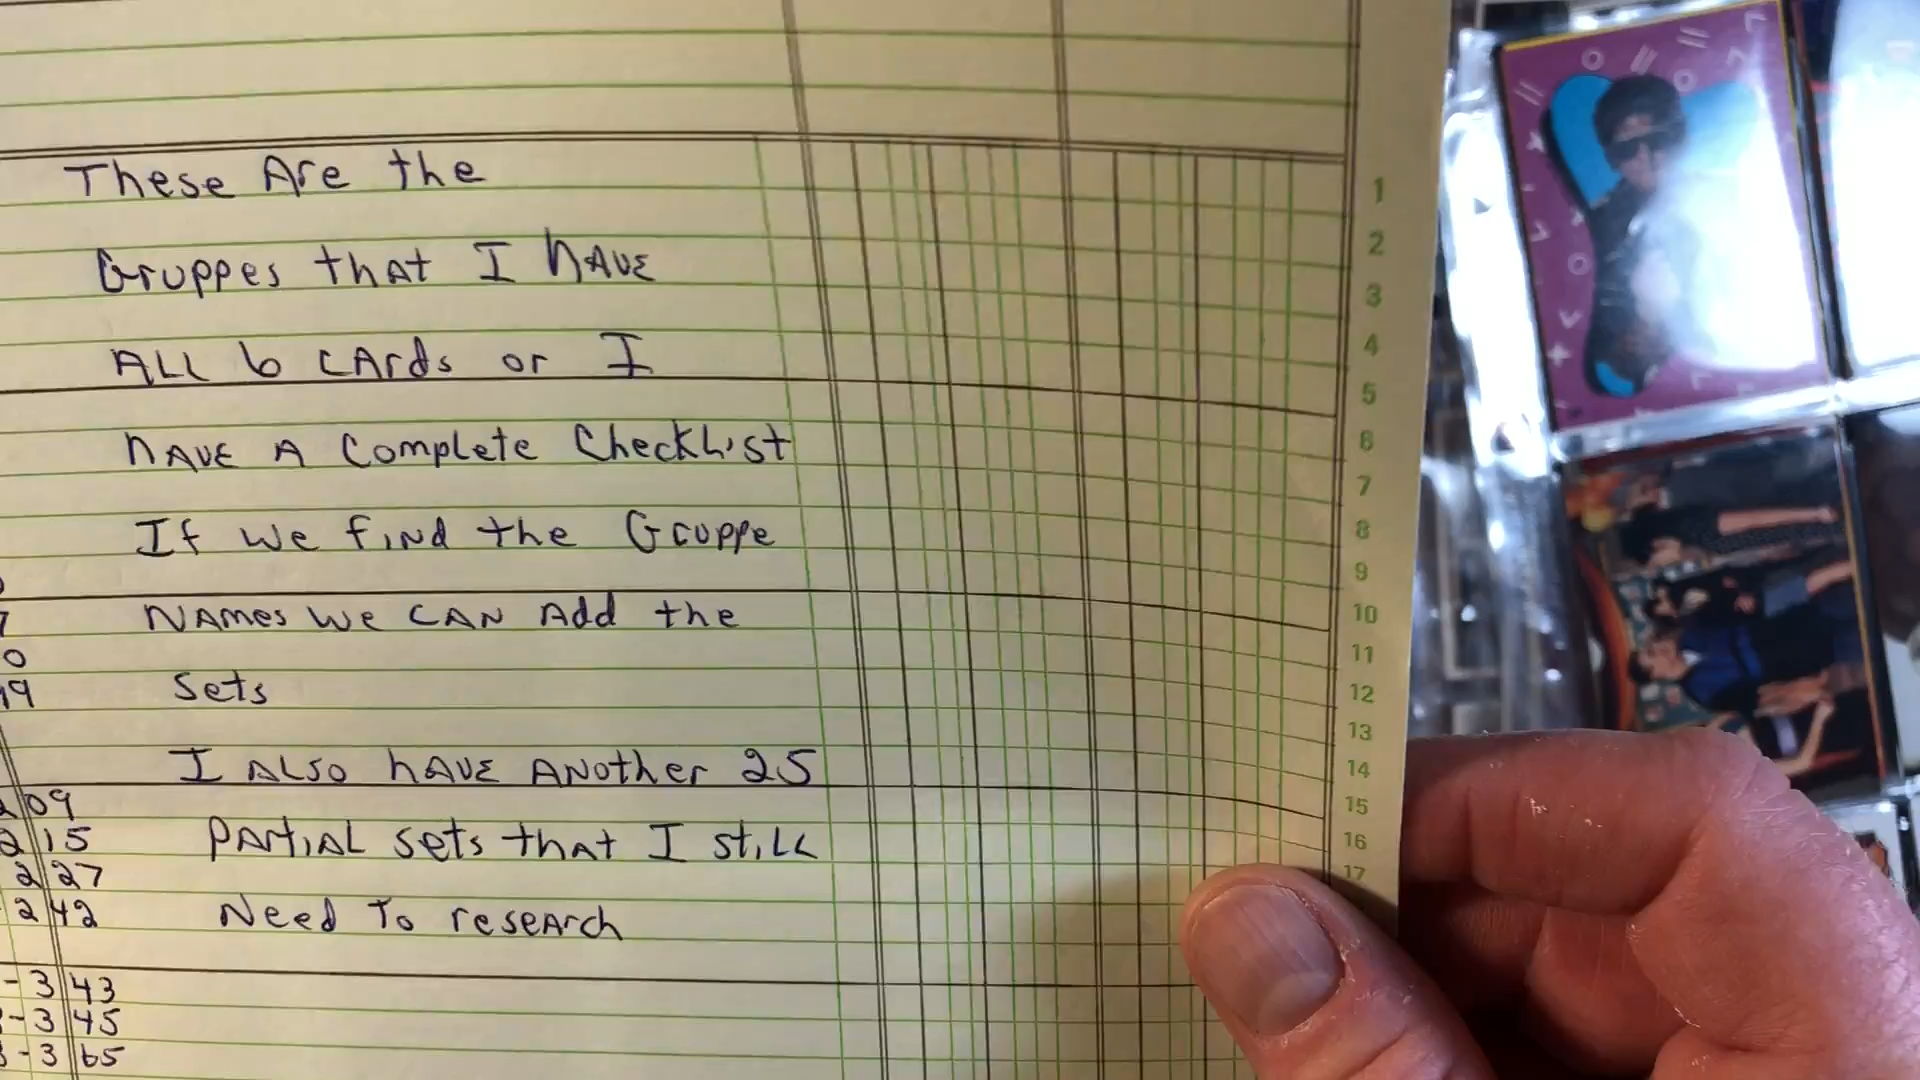 These Are the
Gruppes that I have
ALL 6 cards or I
have A complete checklist
If we find the Gruppe
Names we can Add the
Sets
I also have Another 25
partial sets that I still
Need To research
0
19
209
215
227
242
-343
-345
-365
1
2
3
4
5
6
7
8
9
10
11
12
13
14
15
16
17